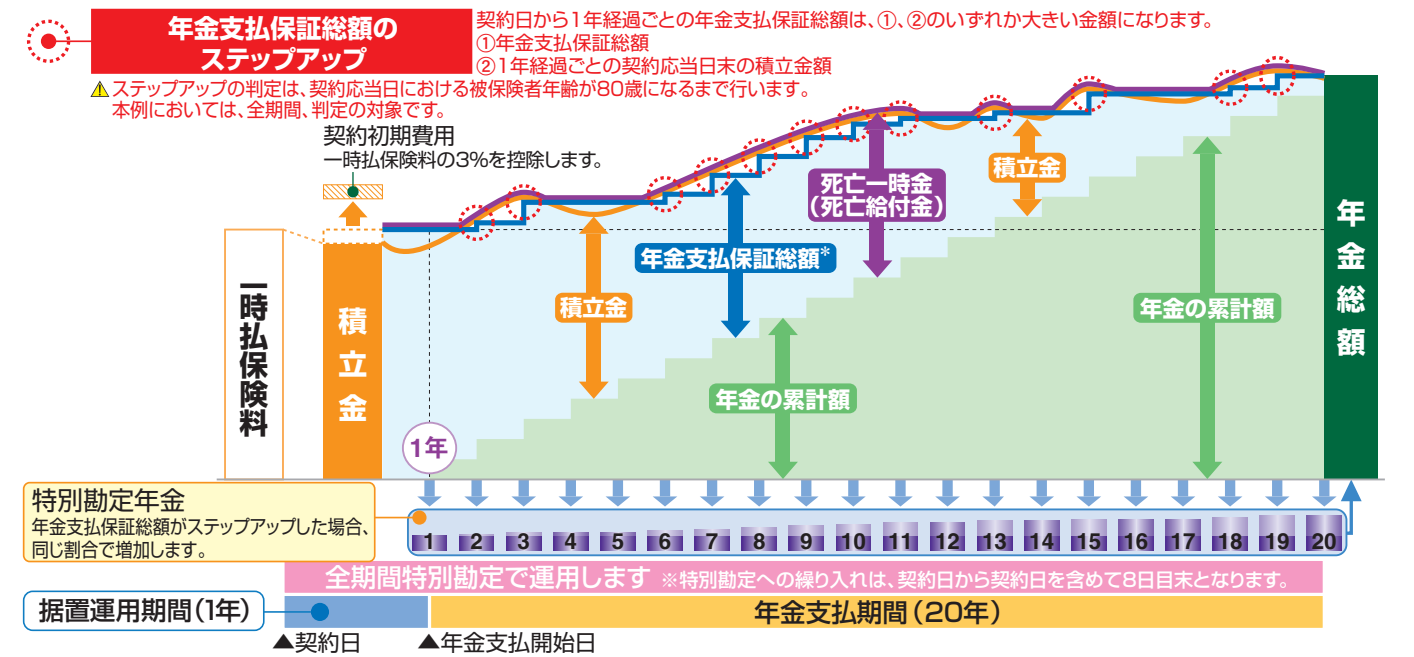 年金支払保証総額の
ステップアップ
契約日から1年経過ごとの年金支払保証総額は、①、②のいずれか大きい金額になります。
①年金支払保証総額
②1年経過ごとの契約応当日末の積立金額
ステップアップの判定は、契約応当日における被保険者年齢が80歳になるまで行います。
本例においては、全期間、判定の対象です。
契約初期費用
一時払保険料の3%を控除します。
一時払保険料
積立金
1年
積立金
年金支払保証総額*
死亡一時金
(死亡給付金)
積立金
年金の累計額
年金の累計額
年金総額
特別勘定年金
年金支払保証総額がステップアップした場合、
同じ割合で増加します。
1 2 3 4 5 6 7 8 9 10 11 12 13 14 15 16 17 18 19 20
全期間特別勘定で運用します ※特別勘定への繰り入れは、契約日から契約日を含めて8日目末となります。
据置運用期間(1年)
年金支払期間(20年)
▲契約日
▲年金支払開始日